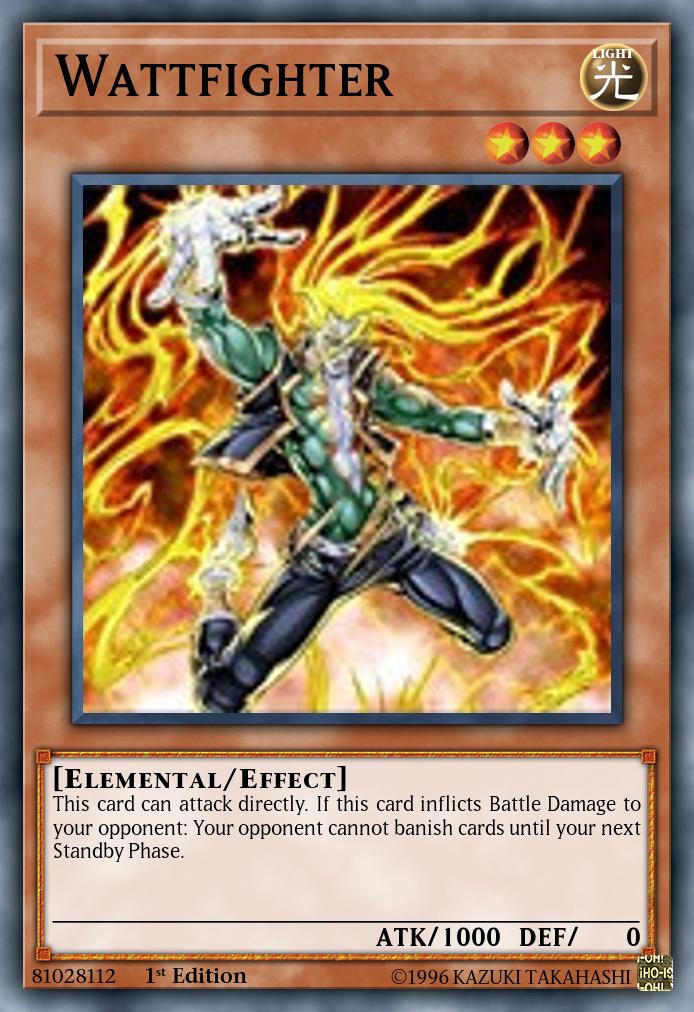 WATTFIGHTER
LIGHT
光
[ELEMENTAL/EFFECT]
This card can attack directly. If this card inflicts Battle Damage to
your opponent: Your opponent cannot banish cards until your next
Standby Phase.
ATK/1000 DEF/ 0
81028112 1st Edition ©1996 KAZUKI TAKAHASHI